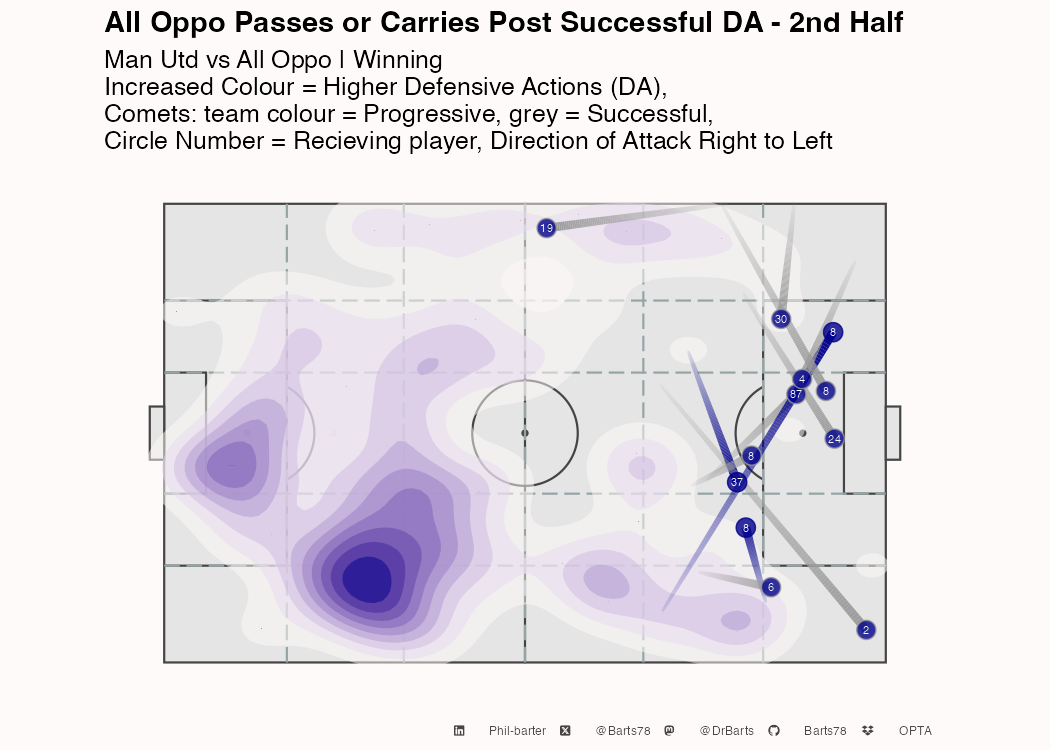 All Oppo Passes or Carries Post Successful DA - 2nd Half
Man Utd vs All Oppo | Winning
Increased Colour = Higher Defensive Actions (DA),
Comets: team colour = Progressive, grey = Successful,
Circle Number = Recieving player, Direction of Attack Right to Left
19
30
8
4
87
8
24
8
37
8
6
2
Phil-barter @Barts78 @DrBarts Barts78 OPTA